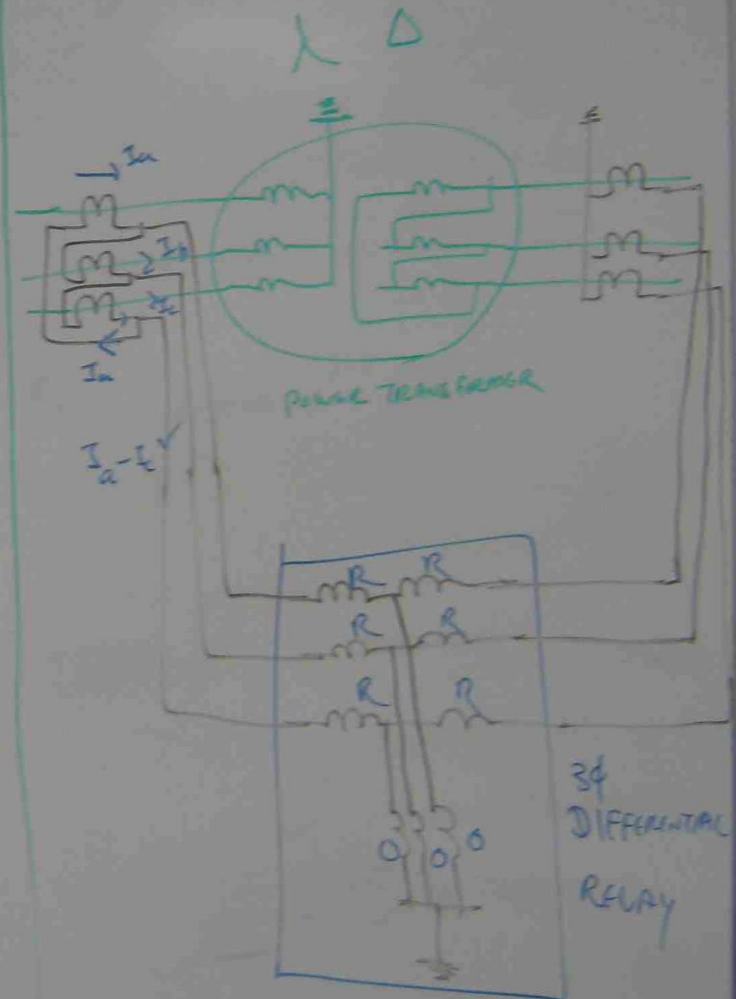 λ Δ
Ia
Ib
Ic
Ia
POWER TRANSFORMER
Ia-Ic
R R
R R
R R
3φ
DIFFERENTIAL
O O O
RELAY